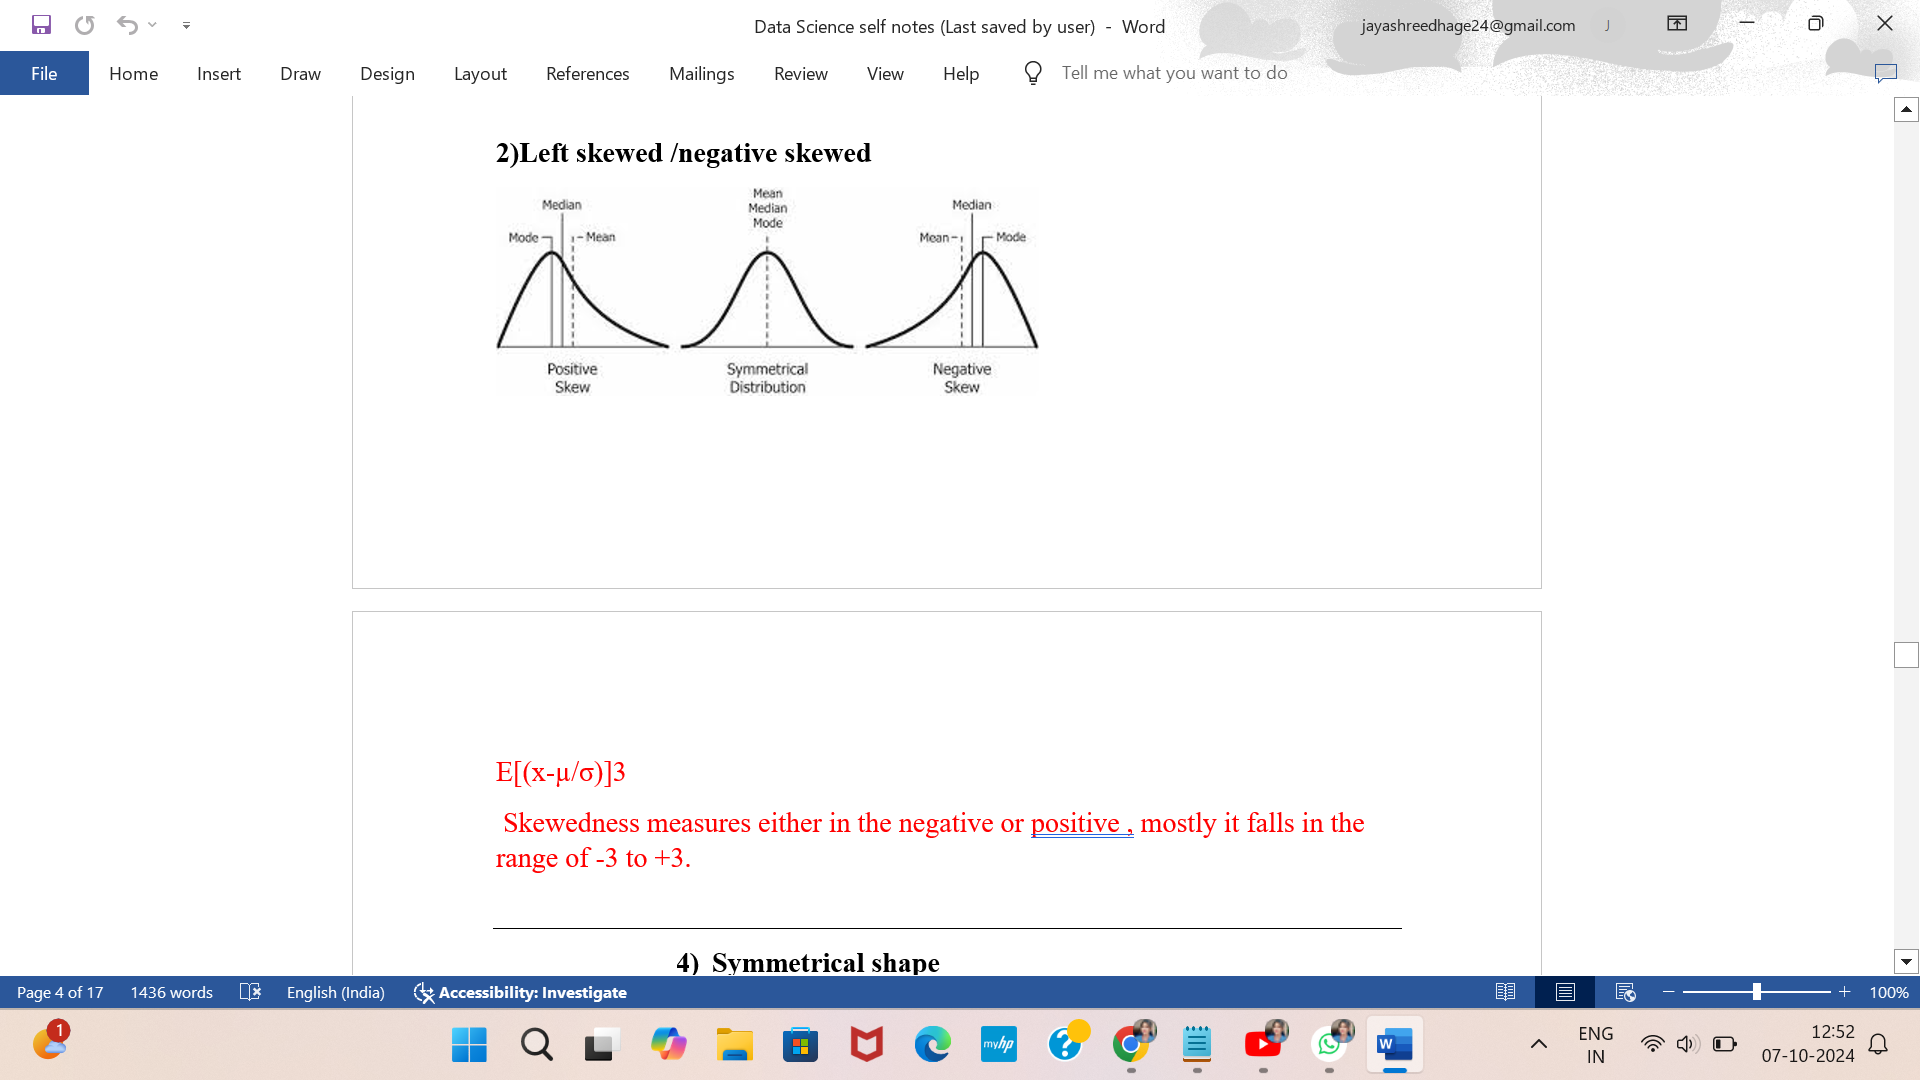 Data Science self notes (Last saved by user) - Word
jayashreedhage24@gmail.com
J
File Home Insert Draw Design Layout References Mailings Review View Help Tell me what you want to do
2)Left skewed /negative skewed
Median
Mode
Mean
Positive
Skew
Mean
Median
Mode
Symmetrical
Distribution
Median
Mean
Mode
Negative
Skew
E[(x-µ/σ)]3
Skewedness measures either in the negative or positive , mostly it falls in the
range of -3 to +3.
4) Symmetrical shape
Page 4 of 17 1436 words English (India) Accessibility: Investigate 100%
1
myhp
?
W
ENG
IN
12:52
07-10-2024